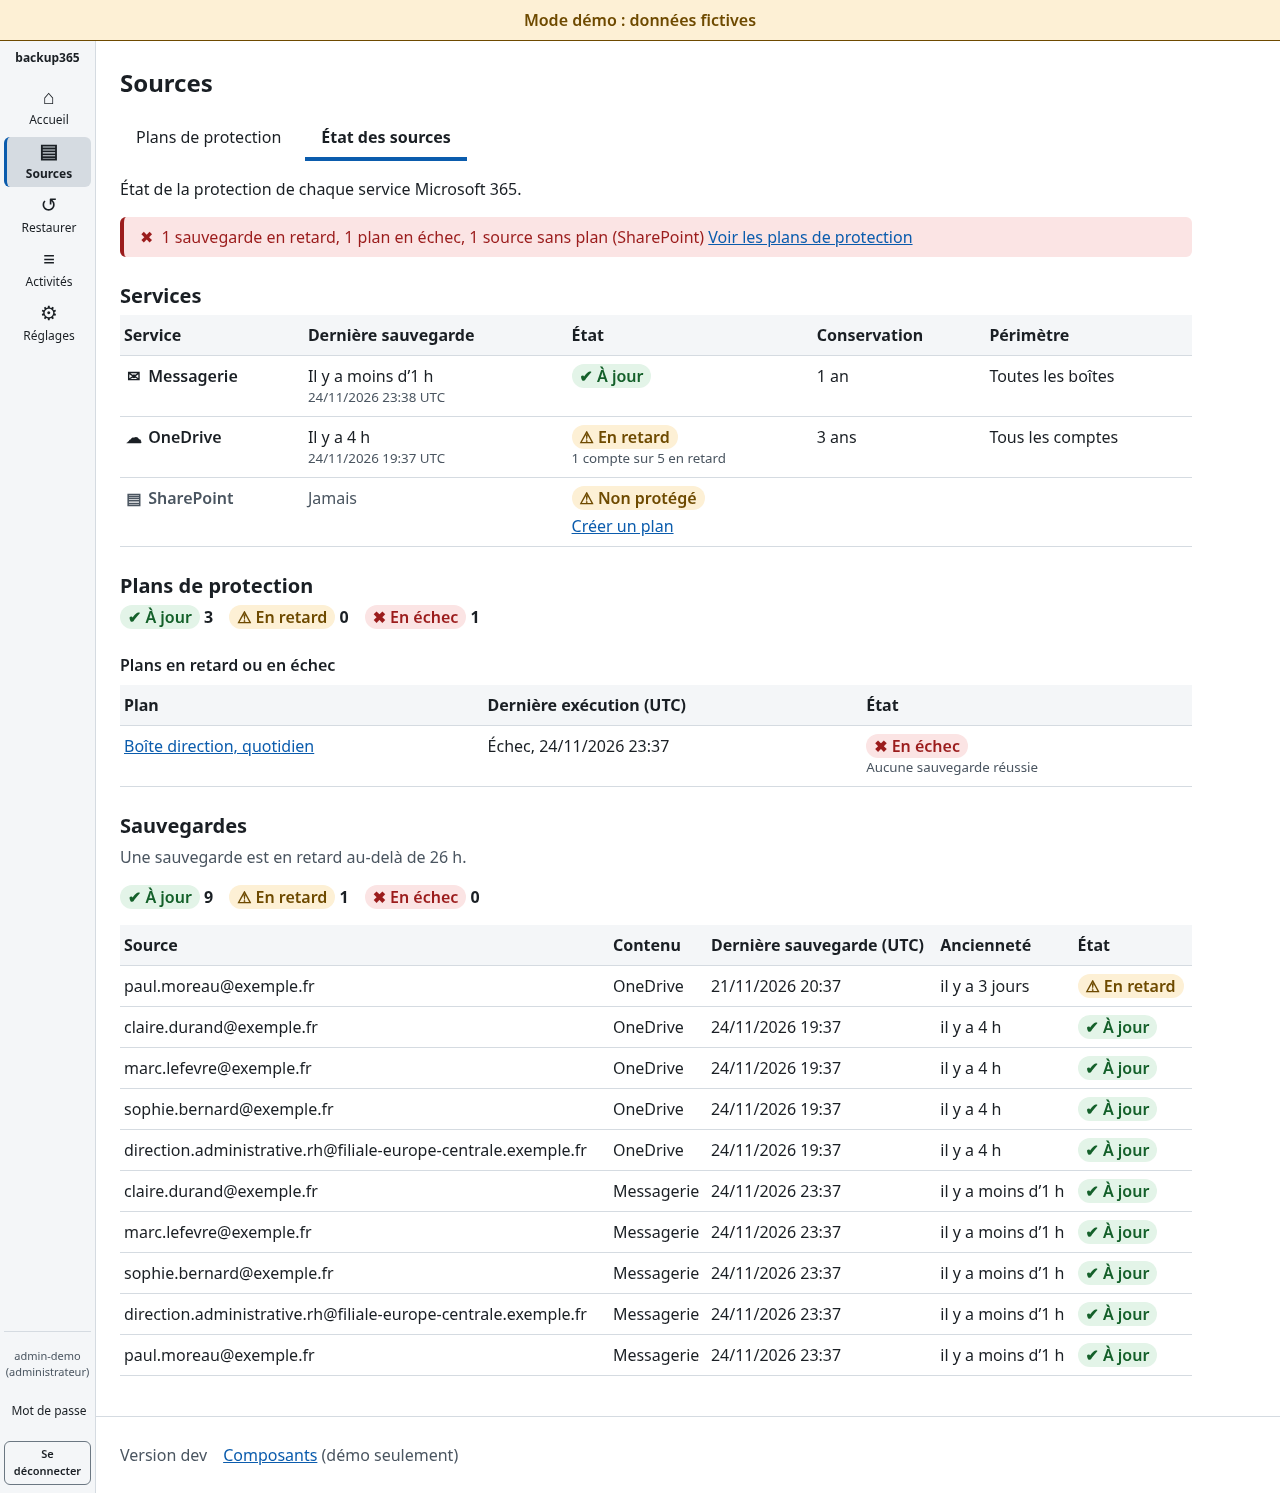 Mode démo : données fictives
backup365
⌂
Accueil
▤
Sources
↺
Restaurer
≡
Activités
⚙
Réglages
admin-demo
(administrateur)
Mot de passe
Se
déconnecter
Sources
Plans de protection État des sources
État de la protection de chaque service Microsoft 365.
✖ 1 sauvegarde en retard, 1 plan en échec, 1 source sans plan (SharePoint) Voir les plans de protection
Services
Service Dernière sauvegarde État Conservation Périmètre
✉ Messagerie Il y a moins d’1 h ✔ À jour 1 an Toutes les boîtes
24/11/2026 23:38 UTC
☁ OneDrive Il y a 4 h ⚠ En retard 3 ans Tous les comptes
24/11/2026 19:37 UTC 1 compte sur 5 en retard
▤ SharePoint Jamais ⚠ Non protégé
Créer un plan
Plans de protection
✔ À jour 3 ⚠ En retard 0 ✖ En échec 1
Plans en retard ou en échec
Plan Dernière exécution (UTC) État
Boîte direction, quotidien Échec, 24/11/2026 23:37 ✖ En échec
Aucune sauvegarde réussie
Sauvegardes
Une sauvegarde est en retard au-delà de 26 h.
✔ À jour 9 ⚠ En retard 1 ✖ En échec 0
Source Contenu Dernière sauvegarde (UTC) Ancienneté État
paul.moreau@exemple.fr OneDrive 21/11/2026 20:37 il y a 3 jours ⚠ En retard
claire.durand@exemple.fr OneDrive 24/11/2026 19:37 il y a 4 h ✔ À jour
marc.lefevre@exemple.fr OneDrive 24/11/2026 19:37 il y a 4 h ✔ À jour
sophie.bernard@exemple.fr OneDrive 24/11/2026 19:37 il y a 4 h ✔ À jour
direction.administrative.rh@filiale-europe-centrale.exemple.fr OneDrive 24/11/2026 19:37 il y a 4 h ✔ À jour
claire.durand@exemple.fr Messagerie 24/11/2026 23:37 il y a moins d’1 h ✔ À jour
marc.lefevre@exemple.fr Messagerie 24/11/2026 23:37 il y a moins d’1 h ✔ À jour
sophie.bernard@exemple.fr Messagerie 24/11/2026 23:37 il y a moins d’1 h ✔ À jour
direction.administrative.rh@filiale-europe-centrale.exemple.fr Messagerie 24/11/2026 23:37 il y a moins d’1 h ✔ À jour
paul.moreau@exemple.fr Messagerie 24/11/2026 23:37 il y a moins d’1 h ✔ À jour
Version dev Composants (démo seulement)